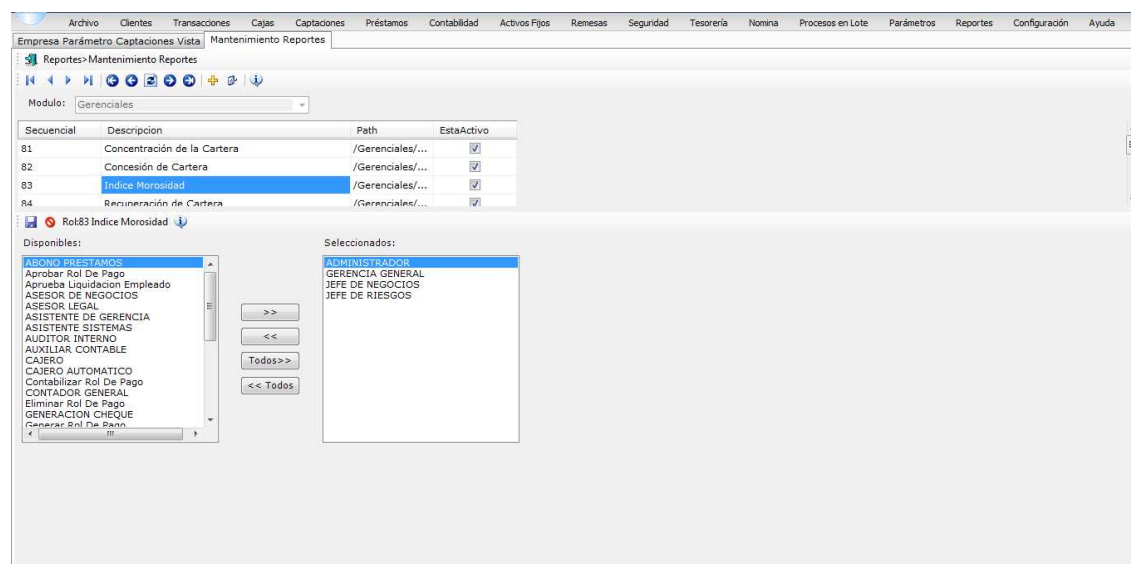 Archivo Clientes Transacciones Cajas Captaciones Préstamos Contabilidad Activos Fijos Remesas Seguridad Tesorería Nomina Procesos en Lote Parámetros Reportes Configuración Ayuda
Empresa Parámetro Captaciones Vista Mantenimiento Reportes
Reportes>Mantenimiento Reportes
Modulo: Gerenciales
Secuencial Descripcion Path EstaActivo
81 Concentración de la Cartera /Gerenciales/...
82 Concesión de Cartera /Gerenciales/...
83 Indice Morosidad /Gerenciales/...
84 Recuperación de Cartera /Gerenciales/...
Rol:83 Indice Morosidad
Disponibles: Seleccionados:
ABONO PRESTAMOS
Aprobar Rol De Pago
Aprueba Liquidacion Empleado
ASESOR DE NEGOCIOS
ASESOR LEGAL
ASISTENTE DE GERENCIA
ASISTENTE SISTEMAS
AUDITOR INTERNO
AUXILIAR CONTABLE
CAJERO
CAJERO AUTOMATICO
Contabilizar Rol De Pago
CONTADOR GENERAL
Eliminar Rol De Pago
GENERACION CHEQUE
Generar Rol De Pago
>>
<<
Todos>>
<< Todos
ADMINISTRADOR
GERENCIA GENERAL
JEFE DE NEGOCIOS
JEFE DE RIESGOS